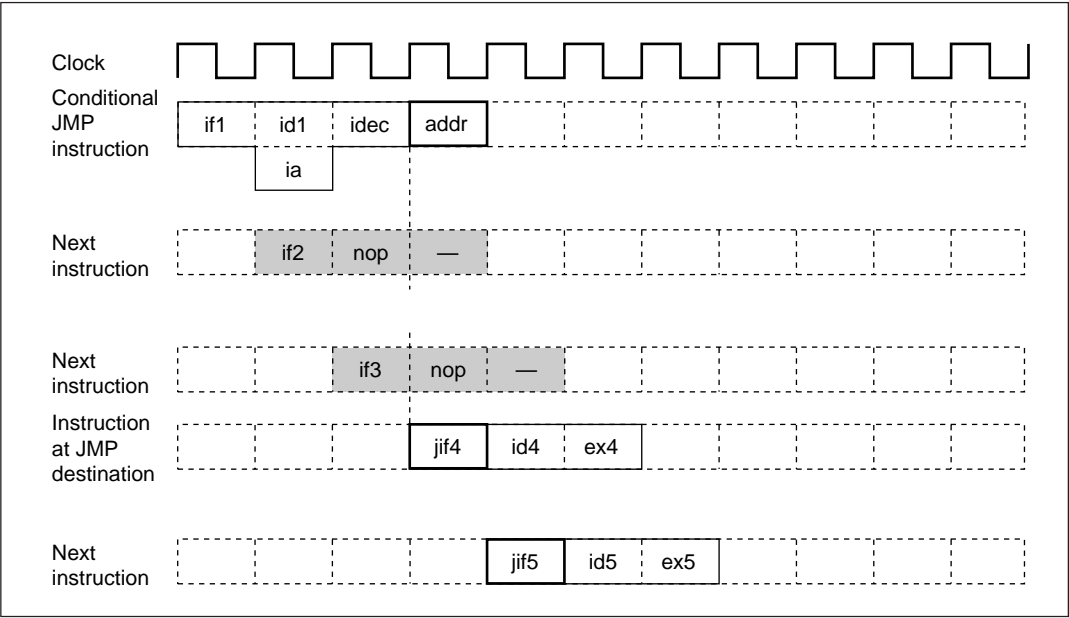 Clock
Conditional
JMP
instruction
if1 id1 idec addr
ia
Next
instruction
if2 nop —
Next
instruction
if3 nop —
Instruction
at JMP
destination
jif4 id4 ex4
Next
instruction
jif5 id5 ex5